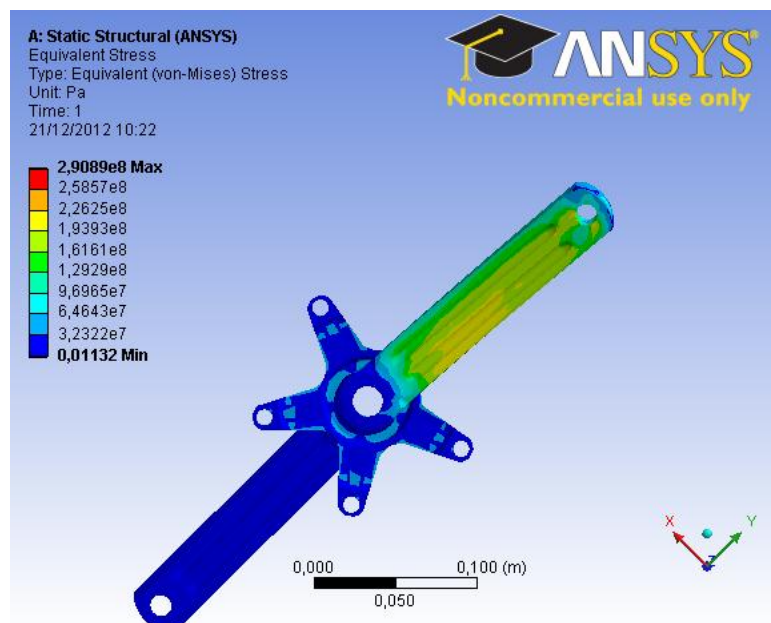 A: Static Structural (ANSYS)
Equivalent Stress
Type: Equivalent (von-Mises) Stress
Unit: Pa
Time: 1
21/12/2012 10:22
ANSYS®
Noncommercial use only
2,9089e8 Max
2,5857e8
2,2625e8
1,9393e8
1,6161e8
1,2929e8
9,6965e7
6,4643e7
3,2322e7
0,01132 Min
0,000 0,100 (m)
0,050
X Y
Z